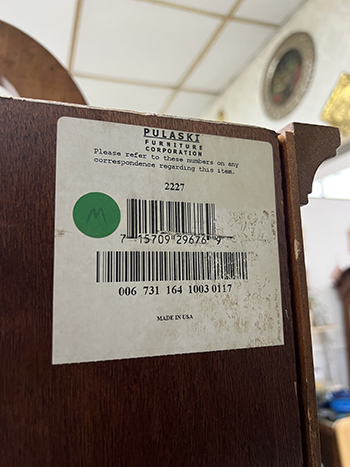 PULASKI
FURNITURE
CORPORATION
Please refer to these numbers on any
correspondence regarding this item.
2227
M
7 15709 29676 9
006 731 164 1003 0117
MADE IN USA